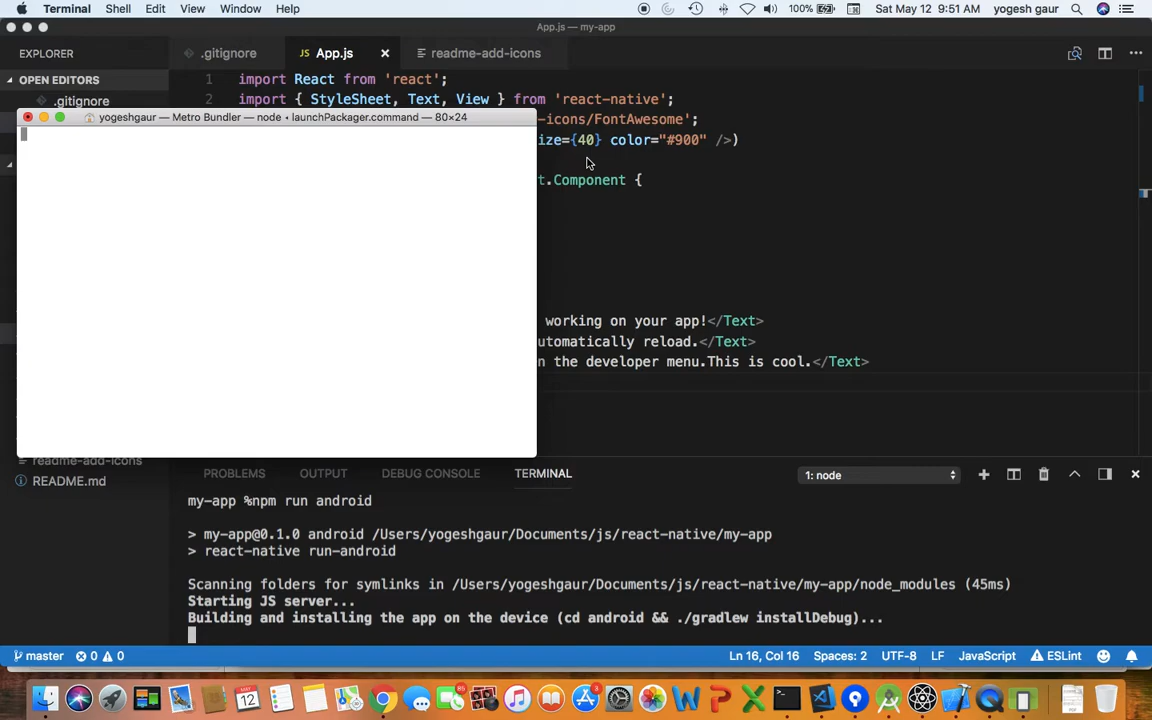 Terminal Shell Edit View Window Help 100% Sat May 12 9:51 AM yogesh gaur
App.js — my-app
EXPLORER
.gitignore
JS App.js
readme-add-icons
OPEN EDITORS
.gitignore
1 import React from 'react';
2 import { StyleSheet, Text, View } from 'react-native';
yogeshgaur — Metro Bundler — node • launchPackager.command — 80×24
-icons/FontAwesome';
ize={40} color="#900" />)
t.Component {
working on your app!</Text>
utomatically reload.</Text>
n the developer menu.This is cool.</Text>
readme-add-icons
README.md
PROBLEMS OUTPUT DEBUG CONSOLE TERMINAL 1: node
my-app %npm run android
> my-app@0.1.0 android /Users/yogeshgaur/Documents/js/react-native/my-app
> react-native run-android
Scanning folders for symlinks in /Users/yogeshgaur/Documents/js/react-native/my-app/node_modules (45ms)
Starting JS server...
Building and installing the app on the device (cd android && ./gradlew installDebug)...
master 0 0 Ln 16, Col 16 Spaces: 2 UTF-8 LF JavaScript ESLint